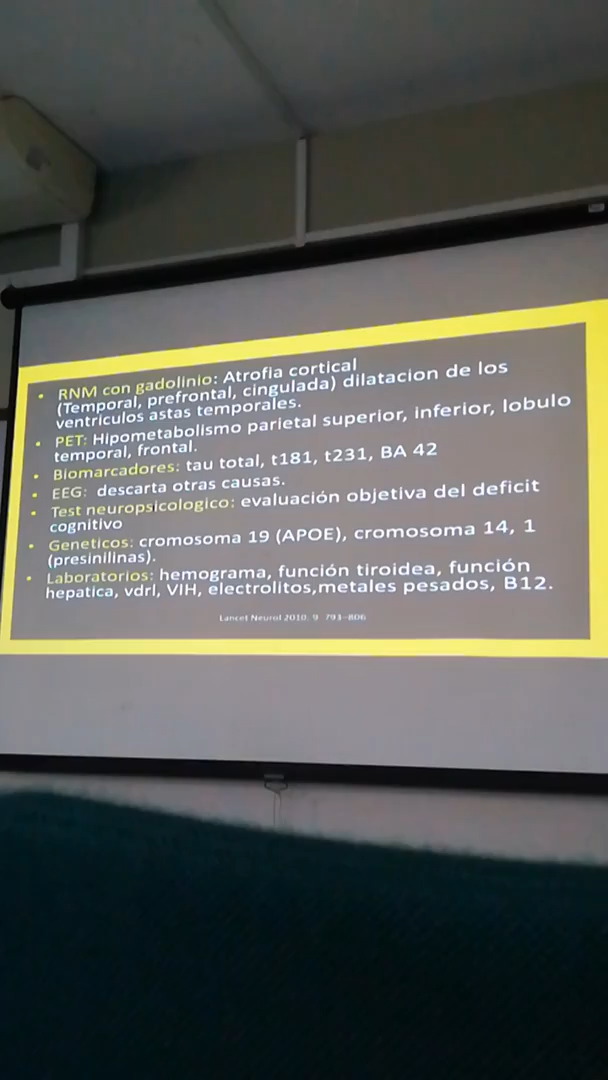 • RNM con gadolinio: Atrofia cortical
(Temporal, prefrontal, cingulada) dilatacion de los
ventriculos astas temporales.
• PET: Hipometabolismo parietal superior, inferior, lobulo
temporal, frontal.
• Biomarcadores: tau total, t181, t231, BA 42
• EEG: descarta otras causas.
• Test neuropsicologico: evaluación objetiva del deficit
cognitivo
• Geneticos: cromosoma 19 (APOE), cromosoma 14, 1
(presinilinas).
• Laboratorios: hemograma, función tiroidea, función
hepatica, vdrl, VIH, electrolitos,metales pesados, B12.
Lancet Neurol 2010; 9 793–806